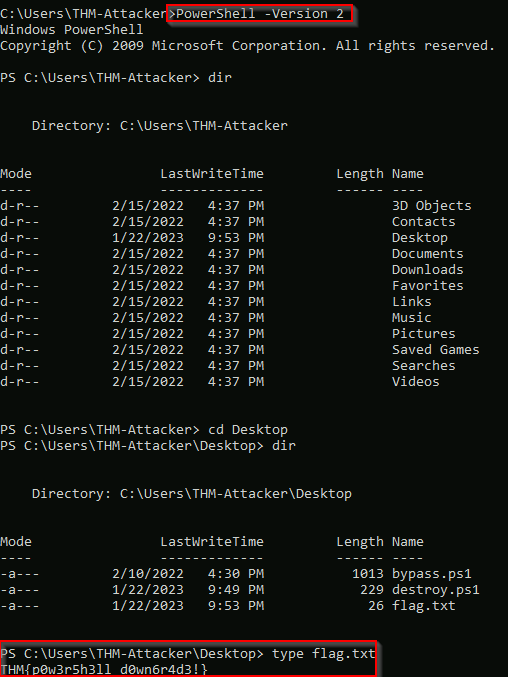 C:\Users\THM-Attacker>PowerShell -Version 2
Windows PowerShell
Copyright (C) 2009 Microsoft Corporation. All rights reserved.
PS C:\Users\THM-Attacker> dir
Directory: C:\Users\THM-Attacker
Mode LastWriteTime Length Name
---- ------------- ------ ----
d-r-- 2/15/2022 4:37 PM 3D Objects
d-r-- 2/15/2022 4:37 PM Contacts
d-r-- 1/22/2023 9:53 PM Desktop
d-r-- 2/15/2022 4:37 PM Documents
d-r-- 2/15/2022 4:37 PM Downloads
d-r-- 2/15/2022 4:37 PM Favorites
d-r-- 2/15/2022 4:37 PM Links
d-r-- 2/15/2022 4:37 PM Music
d-r-- 2/15/2022 4:37 PM Pictures
d-r-- 2/15/2022 4:37 PM Saved Games
d-r-- 2/15/2022 4:37 PM Searches
d-r-- 2/15/2022 4:37 PM Videos
PS C:\Users\THM-Attacker> cd Desktop
PS C:\Users\THM-Attacker\Desktop> dir
Directory: C:\Users\THM-Attacker\Desktop
Mode LastWriteTime Length Name
---- ------------- ------ ----
-a--- 2/10/2022 4:30 PM 1013 bypass.ps1
-a--- 1/22/2023 9:49 PM 229 destroy.ps1
-a--- 1/22/2023 9:53 PM 26 flag.txt
PS C:\Users\THM-Attacker\Desktop> type flag.txt
THM{p0w3r5h3ll_d0wn6r4d3!}